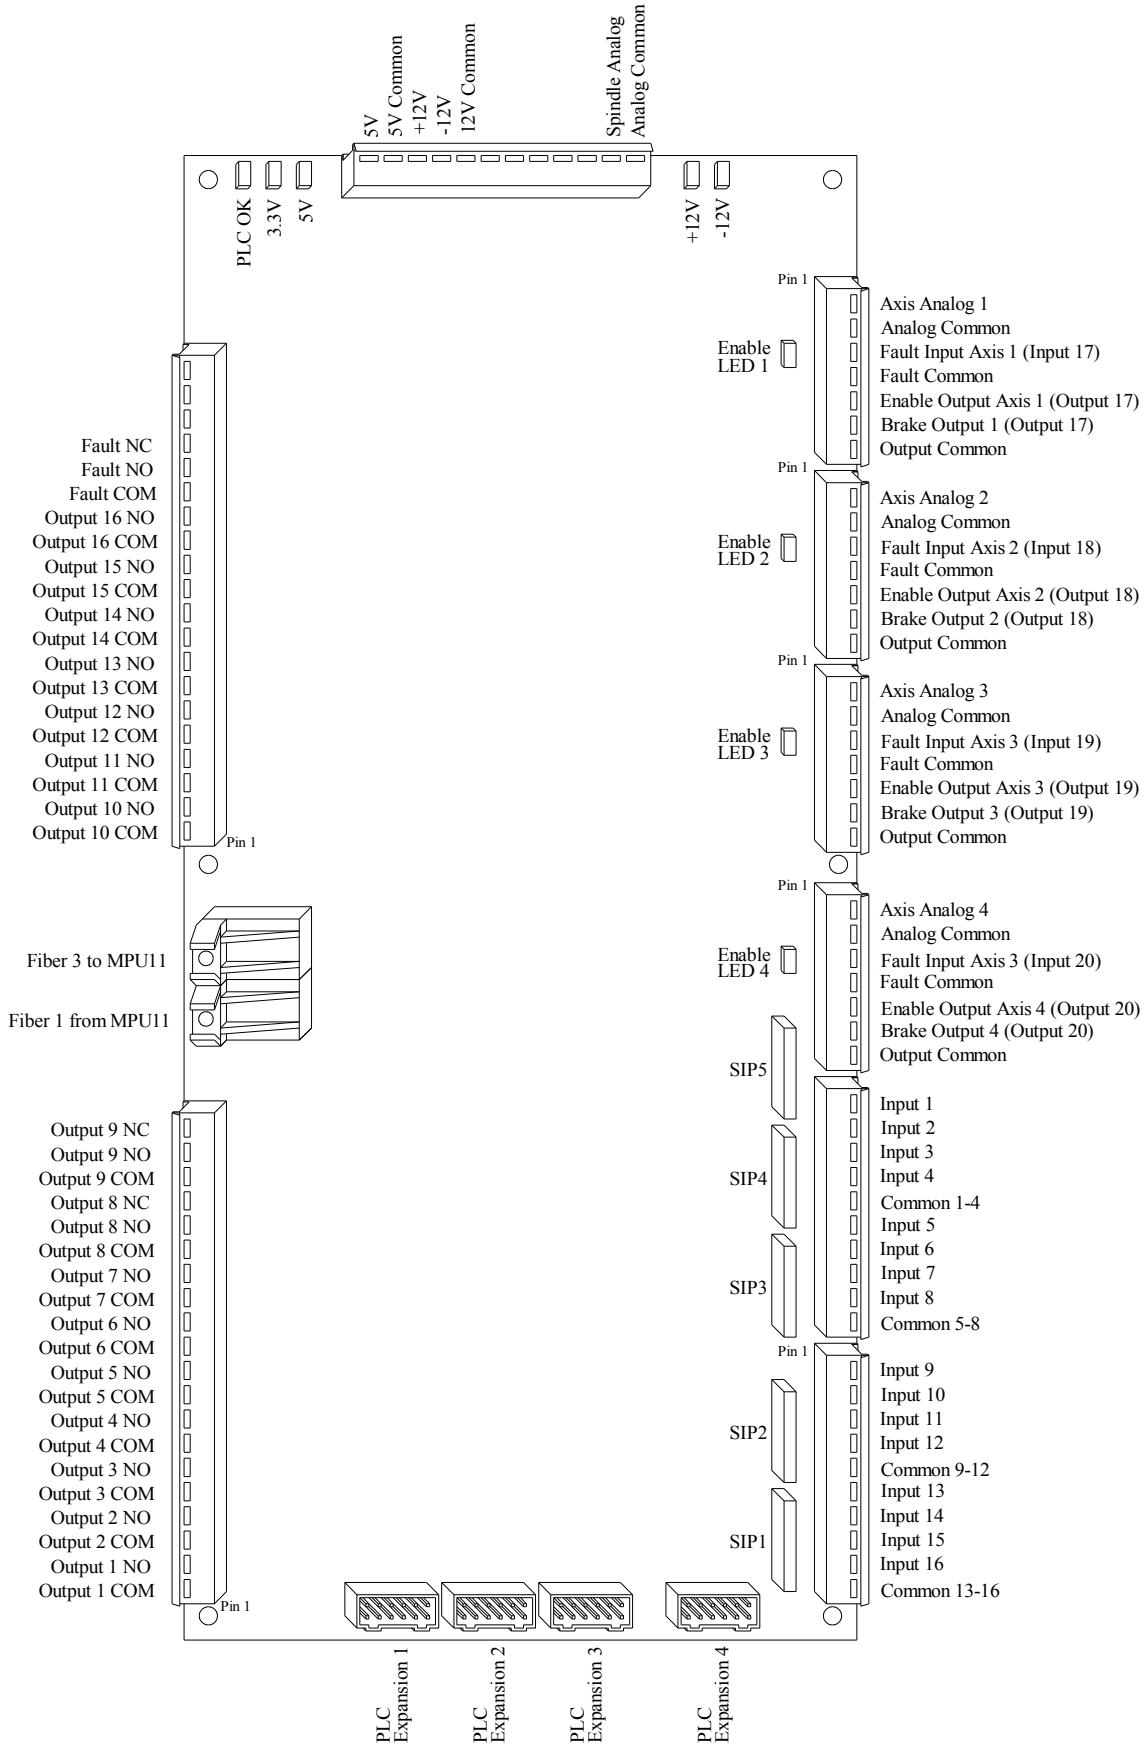 5V
5V Common
+12V
-12V
12V Common
Spindle Analog
Analog Common
PLC OK
3.3V
5V
+12V
-12V
Fault NC
Fault NO
Fault COM
Output 16 NO
Output 16 COM
Output 15 NO
Output 15 COM
Output 14 NO
Output 14 COM
Output 13 NO
Output 13 COM
Output 12 NO
Output 12 COM
Output 11 NO
Output 11 COM
Output 10 NO
Output 10 COM
Pin 1
Fiber 3 to MPU11
Fiber 1 from MPU11
Output 9 NC
Output 9 NO
Output 9 COM
Output 8 NC
Output 8 NO
Output 8 COM
Output 7 NO
Output 7 COM
Output 6 NO
Output 6 COM
Output 5 NO
Output 5 COM
Output 4 NO
Output 4 COM
Output 3 NO
Output 3 COM
Output 2 NO
Output 2 COM
Output 1 NO
Output 1 COM
Pin 1
Pin 1
Enable
LED 1
Axis Analog 1
Analog Common
Fault Input Axis 1 (Input 17)
Fault Common
Enable Output Axis 1 (Output 17)
Brake Output 1 (Output 17)
Output Common
Pin 1
Enable
LED 2
Axis Analog 2
Analog Common
Fault Input Axis 2 (Input 18)
Fault Common
Enable Output Axis 2 (Output 18)
Brake Output 2 (Output 18)
Output Common
Pin 1
Enable
LED 3
Axis Analog 3
Analog Common
Fault Input Axis 3 (Input 19)
Fault Common
Enable Output Axis 3 (Output 19)
Brake Output 3 (Output 19)
Output Common
Pin 1
Enable
LED 4
Axis Analog 4
Analog Common
Fault Input Axis 3 (Input 20)
Fault Common
Enable Output Axis 4 (Output 20)
Brake Output 4 (Output 20)
Output Common
SIP5
SIP4
SIP3
Input 1
Input 2
Input 3
Input 4
Common 1-4
Input 5
Input 6
Input 7
Input 8
Common 5-8
Pin 1
SIP2
SIP1
Input 9
Input 10
Input 11
Input 12
Common 9-12
Input 13
Input 14
Input 15
Input 16
Common 13-16
PLC
Expansion 1
PLC
Expansion 2
PLC
Expansion 3
PLC
Expansion 4